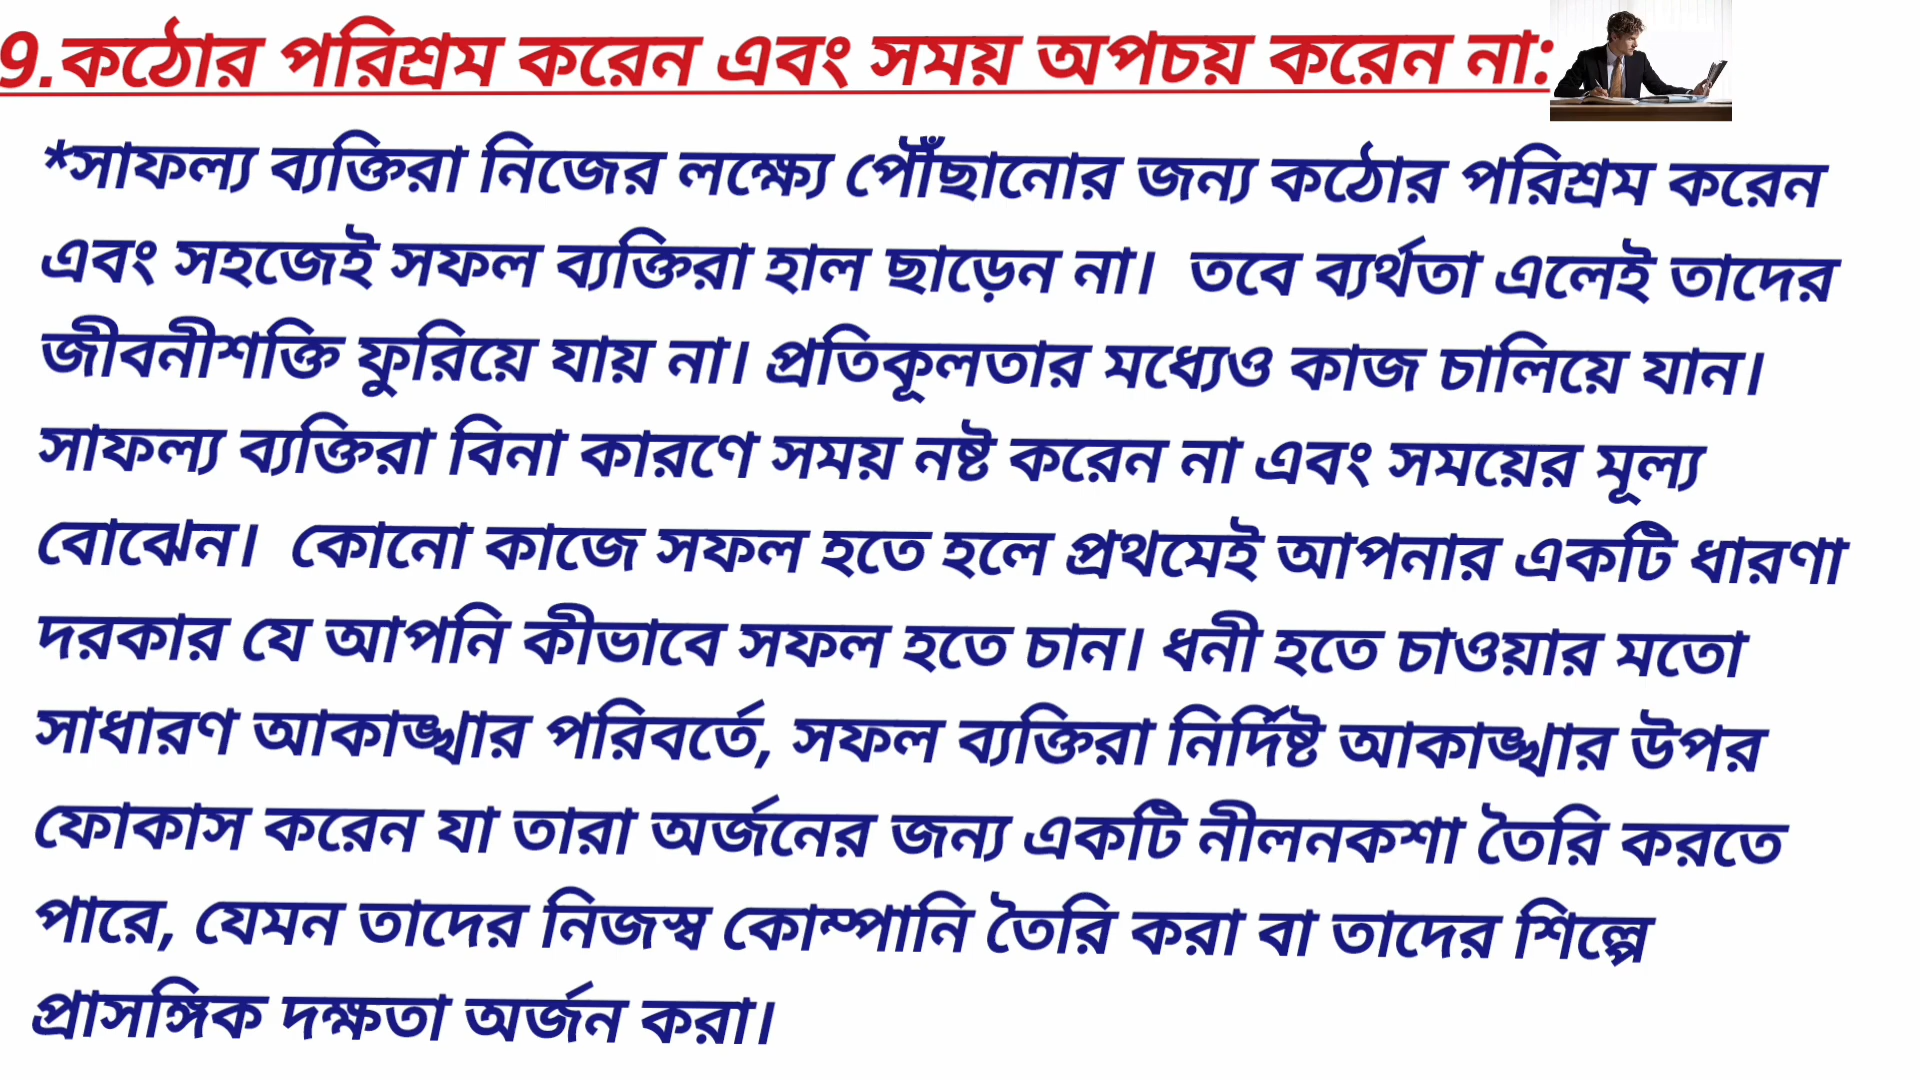 9.কঠোর পরিশ্রম করেন এবং সময় অপচয় করেন না:
*সাফল্য ব্যক্তিরা নিজের লক্ষ্যে পৌঁছানোর জন্য কঠোর পরিশ্রম করেন
এবং সহজেই সফল ব্যক্তিরা হাল ছাড়েন না। তবে ব্যর্থতা এলেই তাদের
জীবনীশক্তি ফুরিয়ে যায় না। প্রতিকূলতার মধ্যেও কাজ চালিয়ে যান।
সাফল্য ব্যক্তিরা বিনা কারণে সময় নষ্ট করেন না এবং সময়ের মূল্য
বোঝেন। কোনো কাজে সফল হতে হলে প্রথমেই আপনার একটি ধারণা
দরকার যে আপনি কীভাবে সফল হতে চান। ধনী হতে চাওয়ার মতো
সাধারণ আকাঙ্খার পরিবর্তে, সফল ব্যক্তিরা নির্দিষ্ট আকাঙ্খার উপর
ফোকাস করেন যা তারা অর্জনের জন্য একটি নীলনকশা তৈরি করতে
পারে, যেমন তাদের নিজস্ব কোম্পানি তৈরি করা বা তাদের শিল্পে
প্রাসঙ্গিক দক্ষতা অর্জন করা।